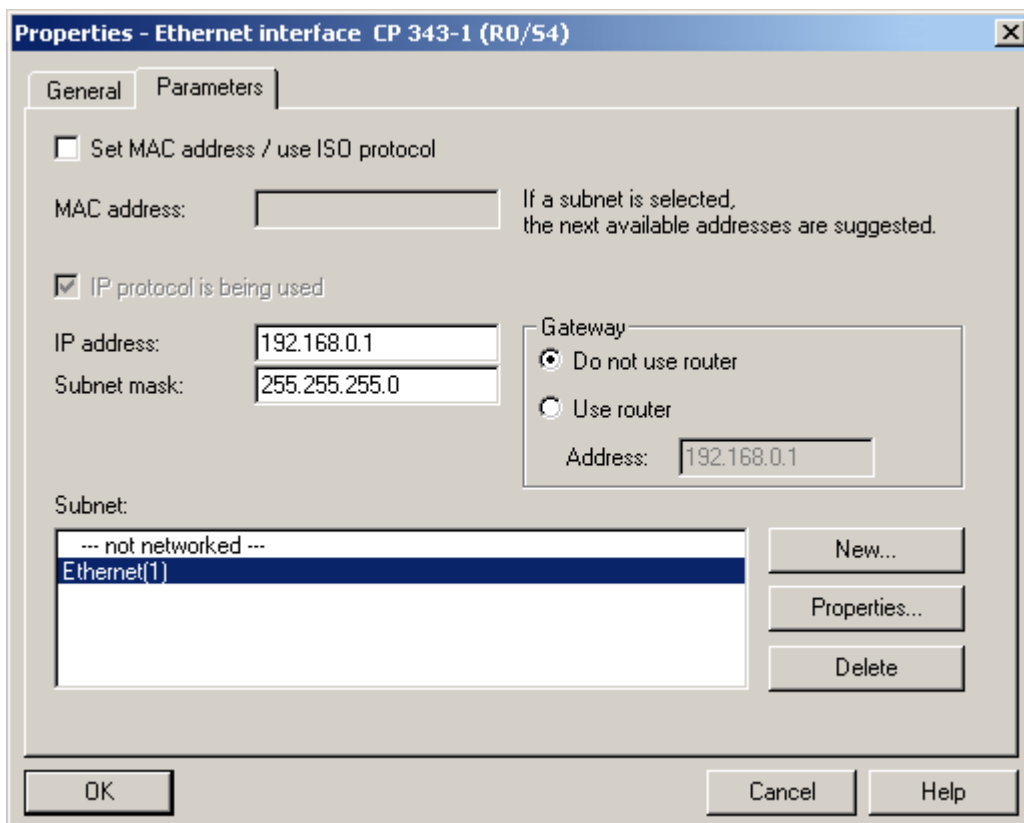 Properties - Ethernet interface CP 343-1 (R0/S4)
General
Parameters
Set MAC address / use ISO protocol
MAC address:
If a subnet is selected,
the next available addresses are suggested.
IP protocol is being used
IP address:
192.168.0.1
Subnet mask:
255.255.255.0
Gateway
Do not use router
Use router
Address:
192.168.0.1
Subnet:
--- not networked ---
Ethernet(1)
New...
Properties...
Delete
OK
Cancel
Help